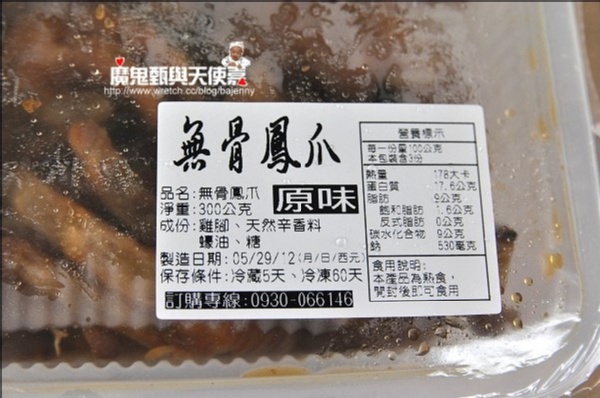 魔鬼甄與天使嘉
http://www.wretch.cc/blog/bajenny
無骨鳳爪
品名:無骨鳳爪
淨重:300公克
原味
成份:雞腳、天然辛香料
蠔油、糖
製造日期:05/29/12(月/日/西元)
保存條件:冷藏5天、冷凍60天
訂購專線:0930-066146
營養標示
每一份量100公克
本包裝含3份
熱量 178大卡
蛋白質 17.6公克
脂肪 9公克
飽和脂肪 1.6公克
反式脂肪 0公克
碳水化合物 9公克
鈉 530毫克
食用說明:
本產品為熟食,
開封後即可食用